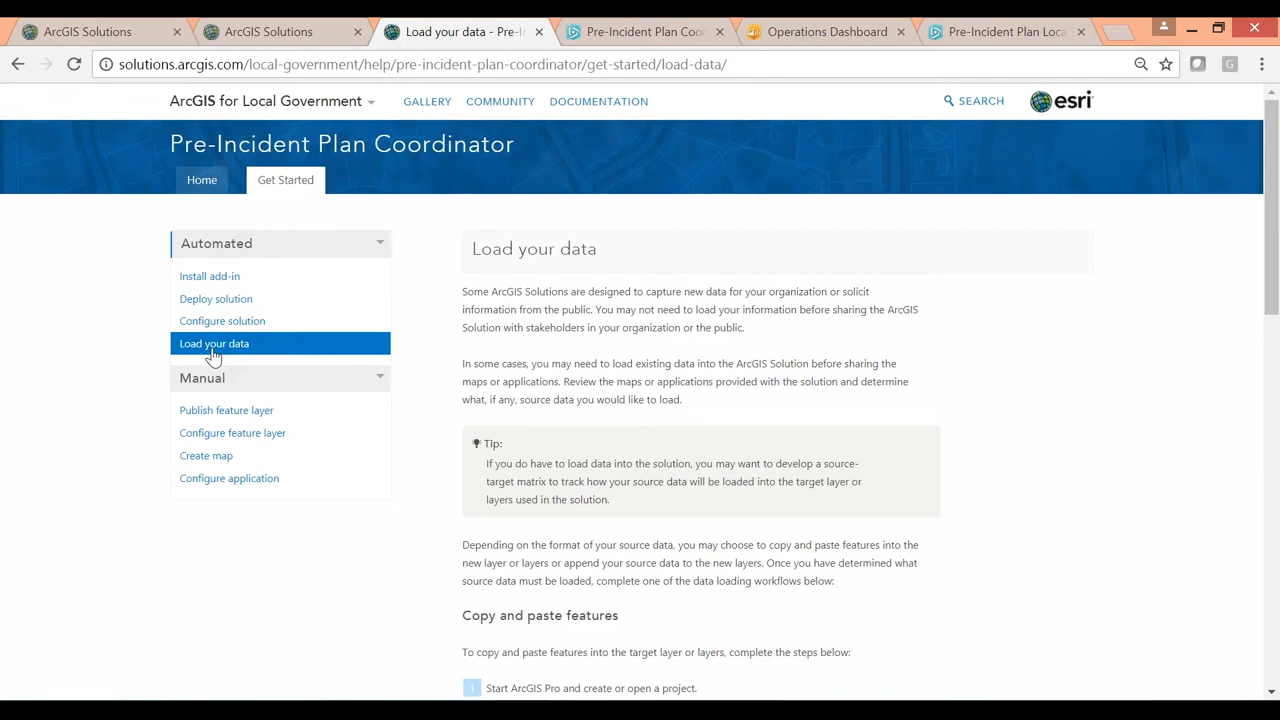 ArcGIS Solutions
ArcGIS Solutions
Load your data - Pre-I
Pre-Incident Plan Coo
Operations Dashboard
Pre-Incident Plan Loca
solutions.arcgis.com/local-government/help/pre-incident-plan-coordinator/get-started/load-data/
G
ArcGIS for Local Government
GALLERY
COMMUNITY
DOCUMENTATION
SEARCH
esri
Pre-Incident Plan Coordinator
Home
Get Started
Automated
Install add-in
Deploy solution
Configure solution
Load your data
Manual
Publish feature layer
Configure feature layer
Create map
Configure application
Load your data
Some ArcGIS Solutions are designed to capture new data for your organization or solicit
information from the public. You may not need to load your information before sharing the ArcGIS
Solution with stakeholders in your organization or the public.
In some cases, you may need to load existing data into the ArcGIS Solution before sharing the
maps or applications. Review the maps or applications provided with the solution and determine
what, if any, source data you would like to load.
Tip:
If you do have to load data into the solution, you may want to develop a source-
target matrix to track how your source data will be loaded into the target layer or
layers used in the solution.
Depending on the format of your source data, you may choose to copy and paste features into the
new layer or layers or append your source data to the new layers. Once you have determined what
source data must be loaded, complete one of the data loading workflows below:
Copy and paste features
To copy and paste features into the target layer or layers, complete the steps below:
1 Start ArcGIS Pro and create or open a project.